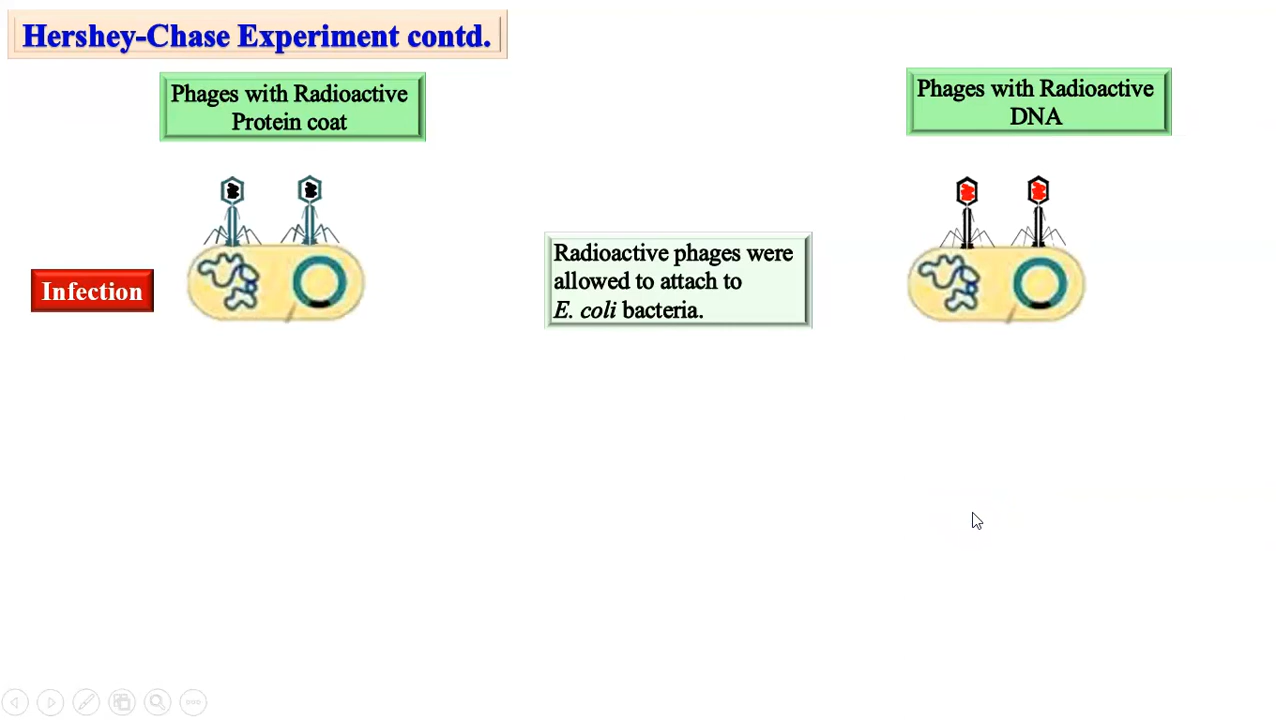 Hershey-Chase Experiment contd.
Phages with Radioactive
Protein coat
Phages with Radioactive
DNA
Infection
Radioactive phages were
allowed to attach to
E. coli bacteria.